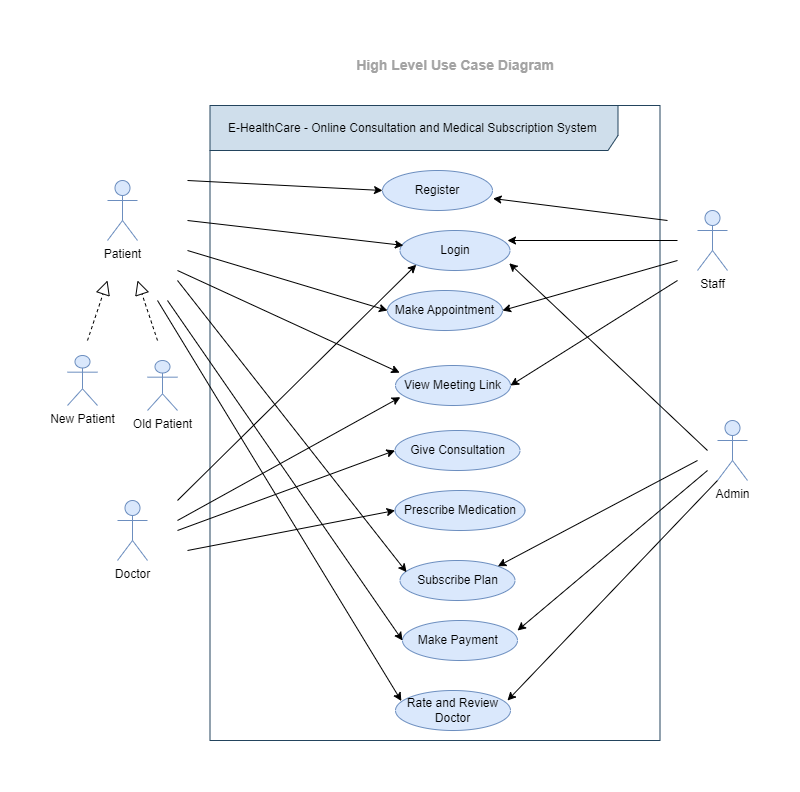 High Level Use Case Diagram
E-HealthCare - Online Consultation and Medical Subscription System
Register
Login
Patient
Staff
Make Appointment
View Meeting Link
New Patient
Old Patient
Give Consultation
Admin
Prescribe Medication
Doctor
Subscribe Plan
Make Payment
Rate and Review
Doctor